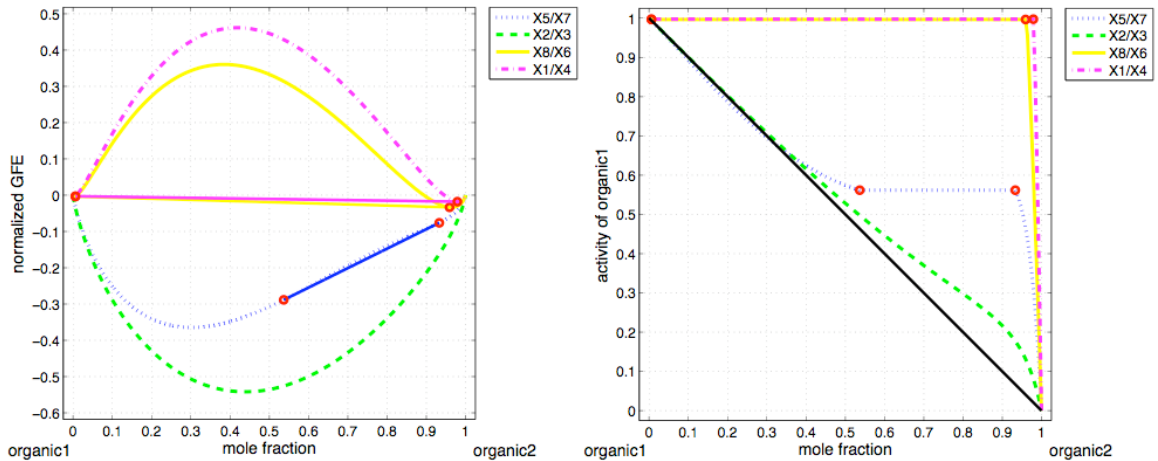 0.5
0.4
0.3
0.2
0.1
0
−0.1
−0.2
−0.3
−0.4
−0.5
−0.6
normalized GFE
0 0.1 0.2 0.3 0.4 0.5 0.6 0.7 0.8 0.9 1
organic1 mole fraction organic2
X5/X7
X2/X3
X8/X6
X1/X4
1
0.9
0.8
0.7
0.6
0.5
0.4
0.3
0.2
0.1
0
activity of organic1
0 0.1 0.2 0.3 0.4 0.5 0.6 0.7 0.8 0.9 1
organic1 mole fraction organic2
X5/X7
X2/X3
X8/X6
X1/X4